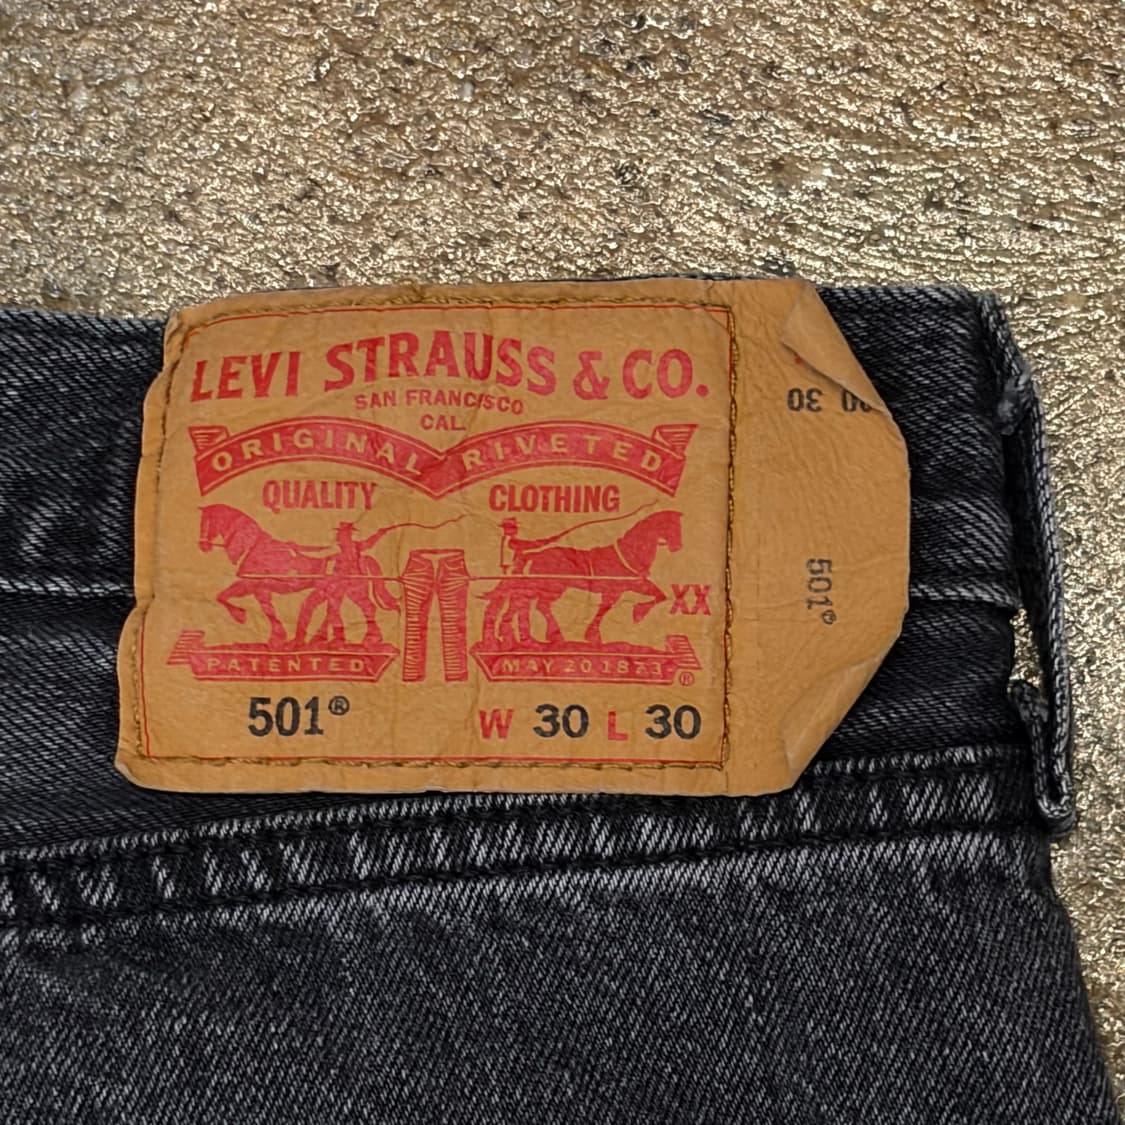 LEVI STRAUSS & CO.
SAN FRANCISCO
CAL.
ORIGINAL RIVETED
QUALITY CLOTHING
XX
PATENTED MAY 20 1873 ®
501® W 30 L 30
30
501®